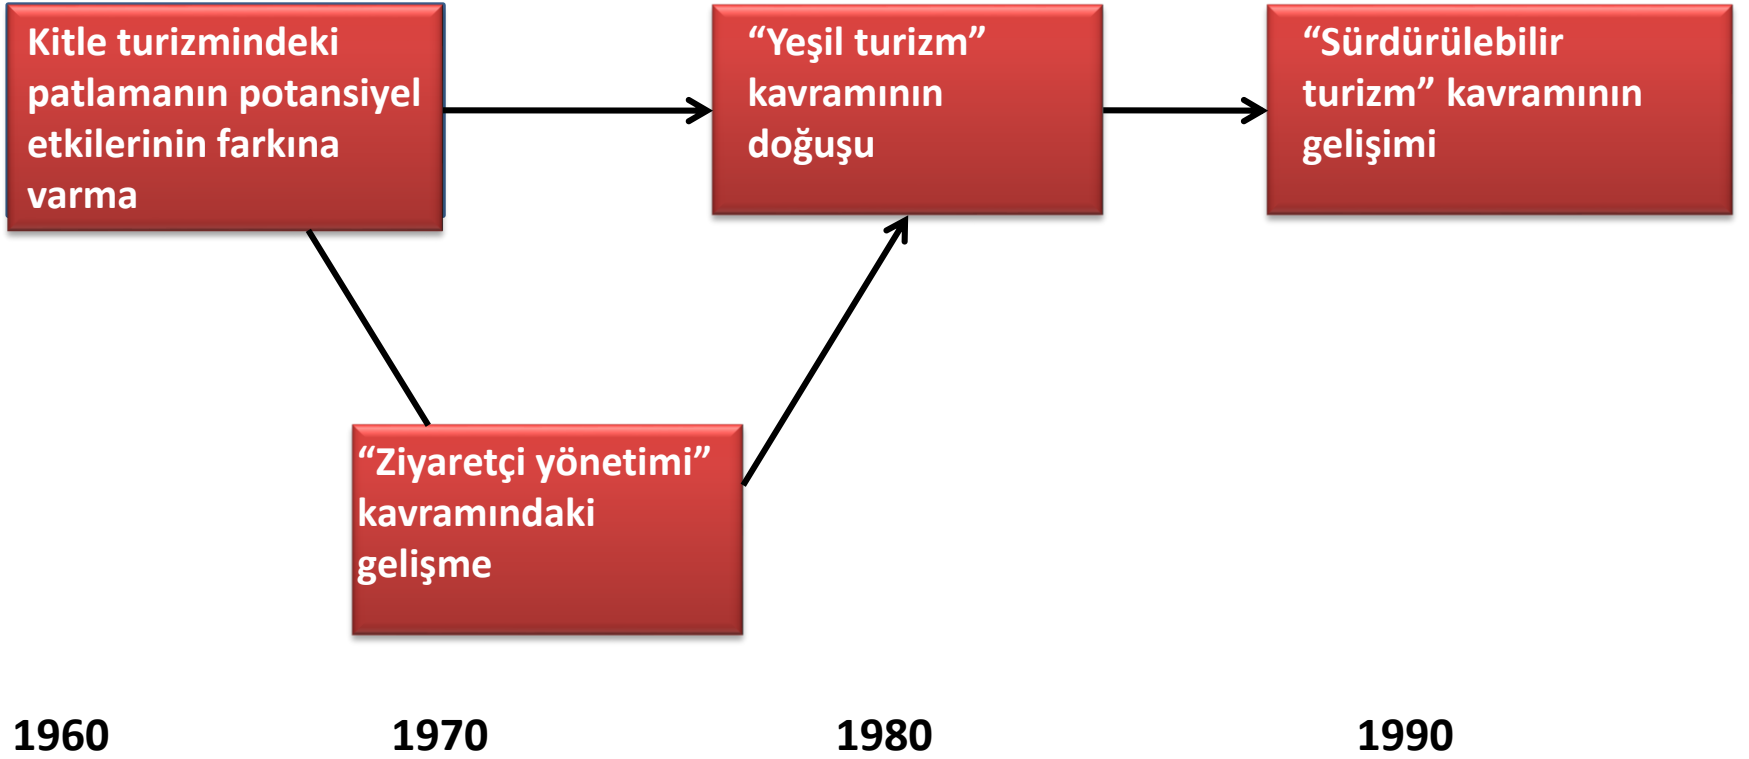 Kitle turizmindeki
patlamanın potansiyel
etkilerinin farkına
varma
“Yeşil turizm”
kavramının
doğuşu
“Sürdürülebilir
turizm” kavramının
gelişimi
“Ziyaretçi yönetimi”
kavramındaki
gelişme
1960
1970
1980
1990